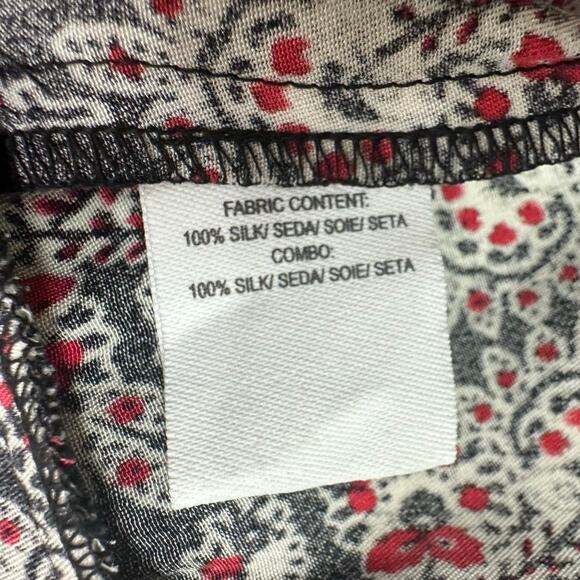 FABRIC CONTENT:
100% SILK/ SEDA/ SOIE/ SETA
COMBO:
100% SILK/ SEDA/ SOIE/ SETA